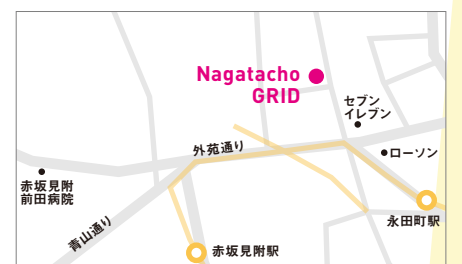 Nagatacho
GRID
セブン
イレブン
外苑通り
ローソン
赤坂見附
前田病院
永田町駅
青山通り
赤坂見附駅